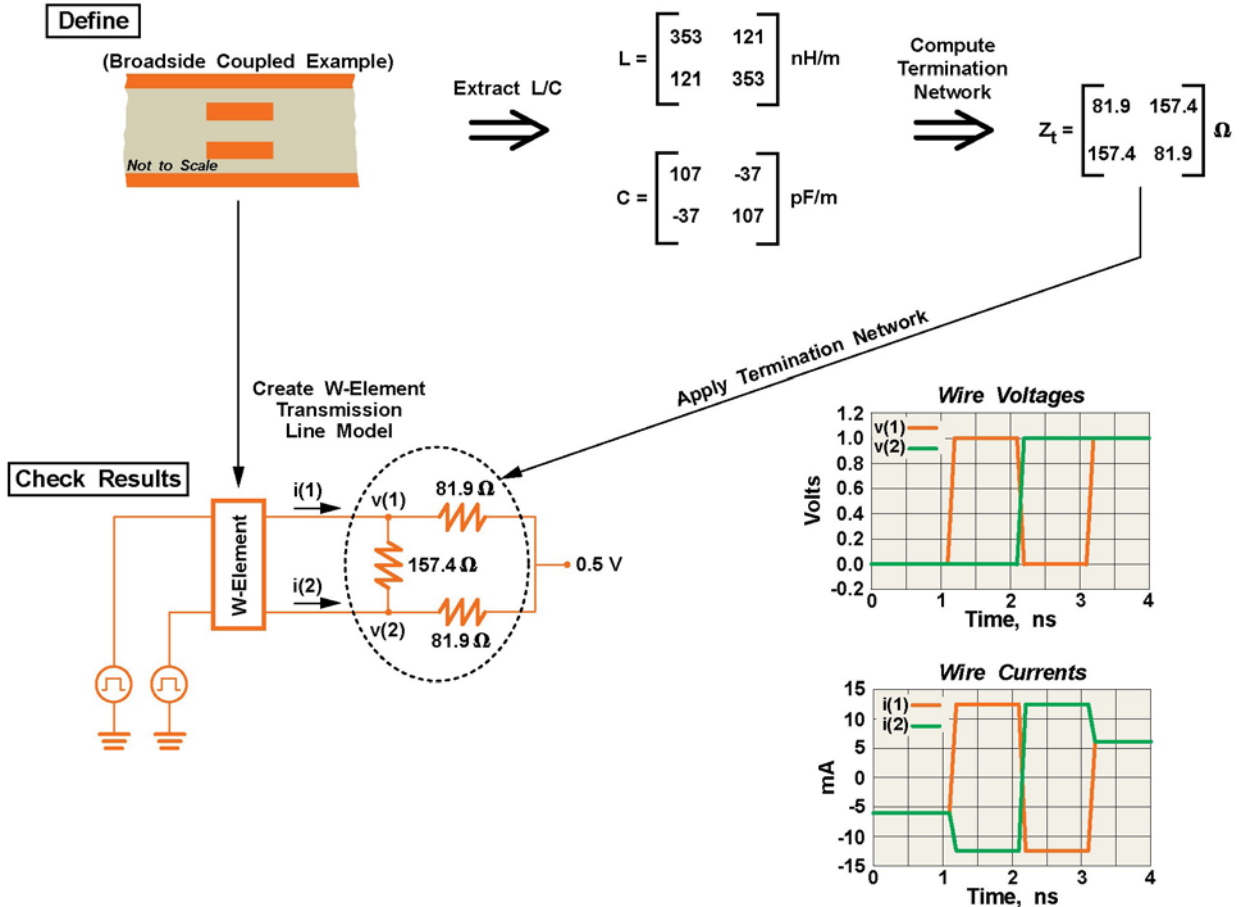 Define
(Broadside Coupled Example)
Not to Scale
Extract L/C
L = [353 121
121 353] nH/m
C = [107 -37
-37 107] pF/m
Compute
Termination
Network
Zt = [81.9 157.4
157.4 81.9] Ω
Apply Termination Network
Create W-Element
Transmission
Line Model
Check Results
W-Element
i(1)
v(1)
81.9 Ω
157.4 Ω
0.5 V
i(2)
v(2)
81.9 Ω
Wire Voltages
v(1)
v(2)
Volts
1.2
1.0
0.8
0.6
0.4
0.2
0.0
-0.2
0 1 2 3 4
Time, ns
Wire Currents
i(1)
i(2)
mA
15
10
5
0
-5
-10
-15
0 1 2 3 4
Time, ns